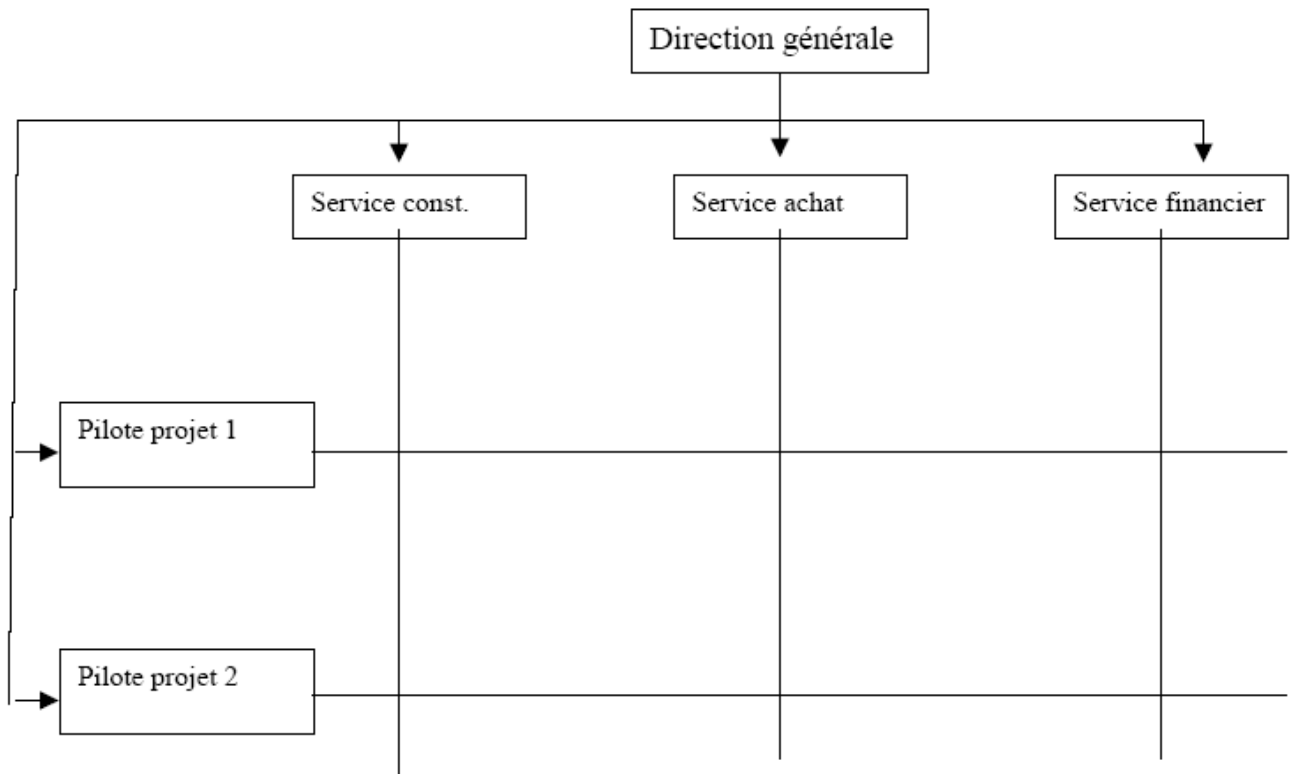 Direction générale
Service const.
Service achat
Service financier
Pilote projet 1
Pilote projet 2